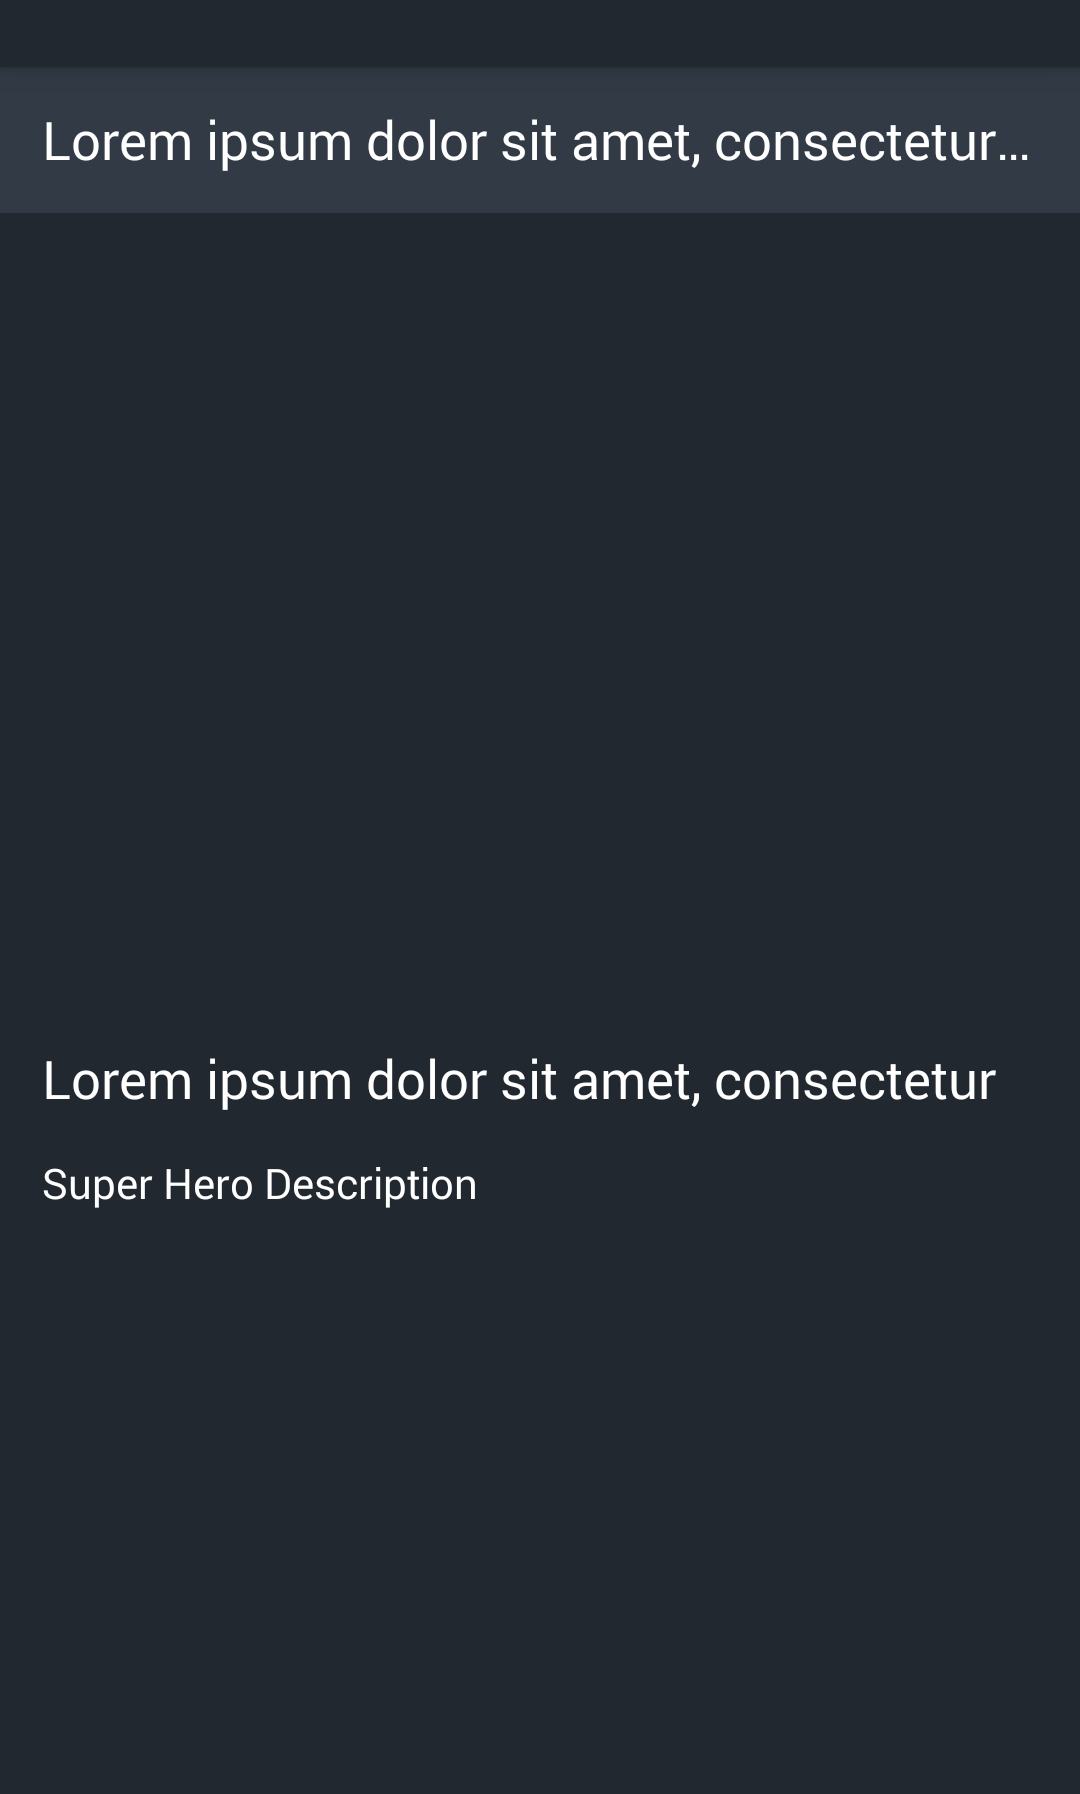 Lorem ipsum dolor sit amet, consectetur...
Lorem ipsum dolor sit amet, consectetur
Super Hero Description